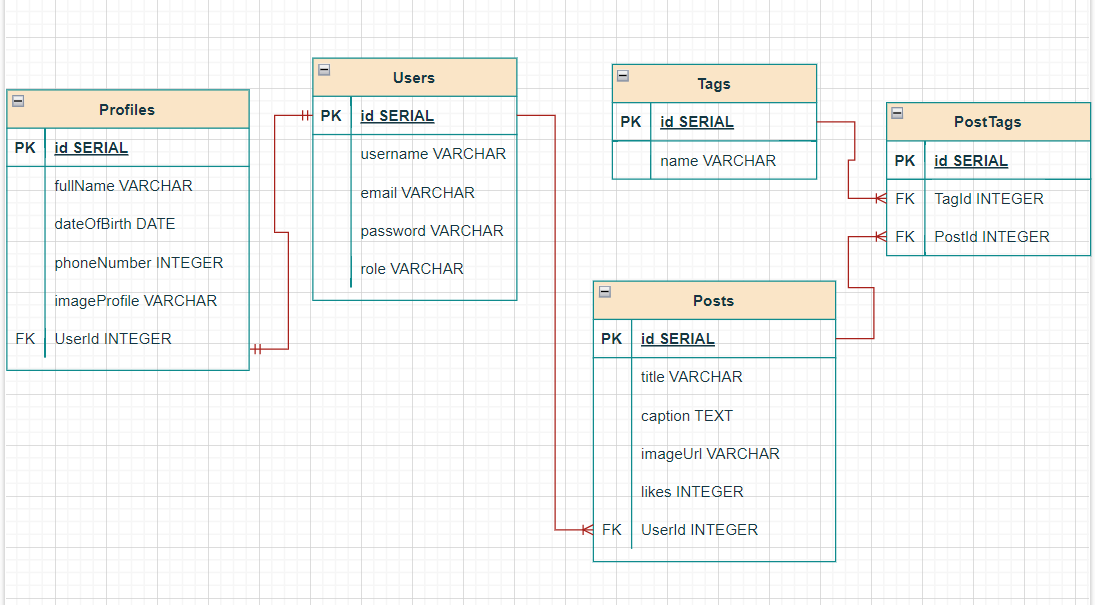 Profiles
PK id SERIAL
fullName VARCHAR
dateOfBirth DATE
phoneNumber INTEGER
imageProfile VARCHAR
FK UserId INTEGER
Users
PK id SERIAL
username VARCHAR
email VARCHAR
password VARCHAR
role VARCHAR
Tags
PK id SERIAL
name VARCHAR
PostTags
PK id SERIAL
FK TagId INTEGER
FK PostId INTEGER
Posts
PK id SERIAL
title VARCHAR
caption TEXT
imageUrl VARCHAR
likes INTEGER
FK UserId INTEGER